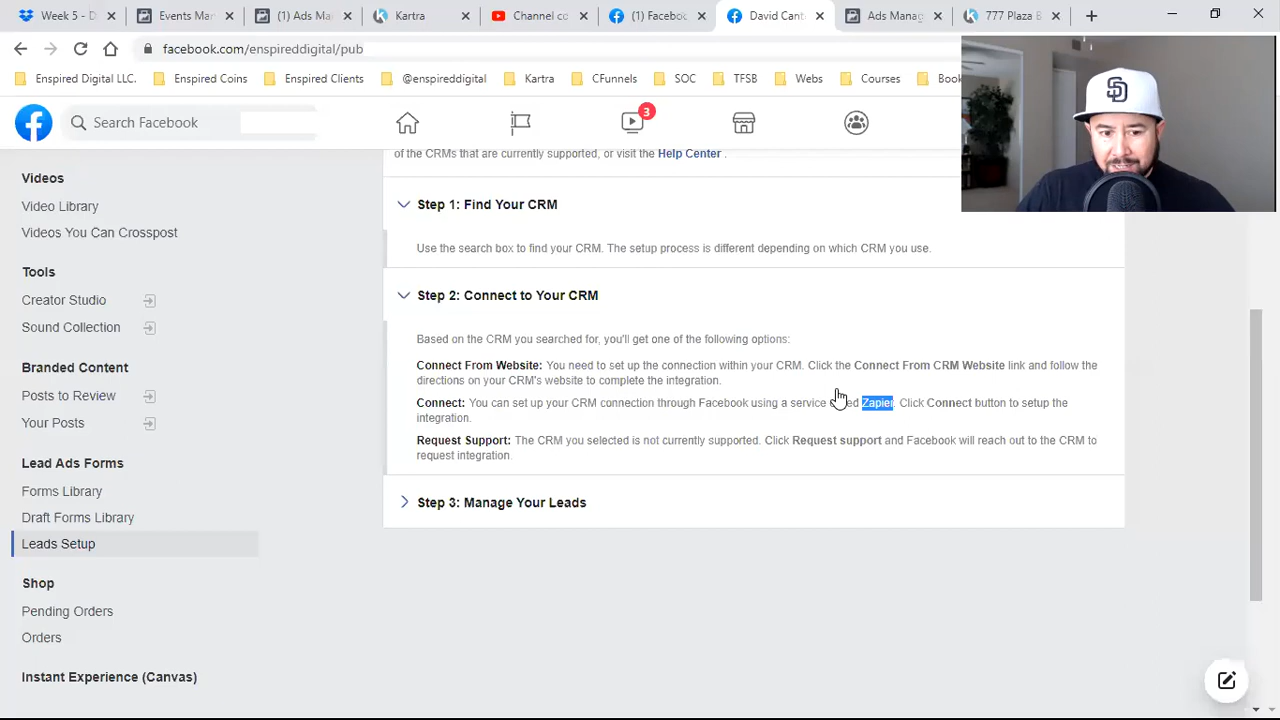 Week 5 - D
Events Mar
(1) Ads Ma
Kartra
Channel co
(1) Facebook
David Cant
Ads Manag
777 Plaza B
facebook.com/enspireddigital/pub
Enspired Digital LLC.
Enspired Coins
Enspired Clients
@enspireddigital
Kartra
CFunnels
SOC
TFSB
Webs
Courses
Book
Search Facebook
3
of the CRMs that are currently supported, or visit the Help Center .
Videos
Video Library
Videos You Can Crosspost
Tools
Creator Studio
Sound Collection
Branded Content
Posts to Review
Your Posts
Lead Ads Forms
Forms Library
Draft Forms Library
Leads Setup
Shop
Pending Orders
Orders
Instant Experience (Canvas)
Step 1: Find Your CRM
Use the search box to find your CRM. The setup process is different depending on which CRM you use.
Step 2: Connect to Your CRM
Based on the CRM you searched for, you'll get one of the following options:
Connect From Website: You need to set up the connection within your CRM. Click the Connect From CRM Website link and follow the
directions on your CRM's website to complete the integration.
Connect: You can set up your CRM connection through Facebook using a service Zapier. Click Connect button to setup the
integration.
Request Support: The CRM you selected is not currently supported. Click Request support and Facebook will reach out to the CRM to
request integration.
Step 3: Manage Your Leads
SD